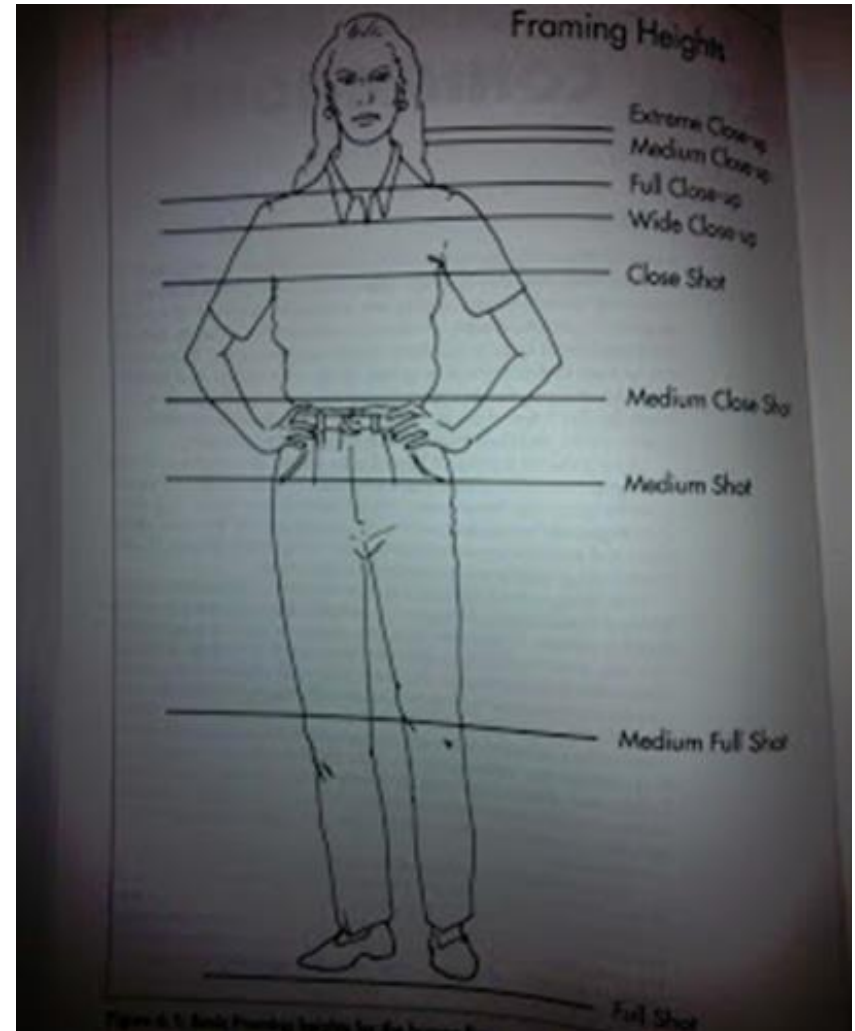 Framing Heights
Extreme Close-up
Medium Close-up
Full Close-up
Wide Close-up
Close Shot
Medium Close Shot
Medium Shot
Medium Full Shot
Full Shot